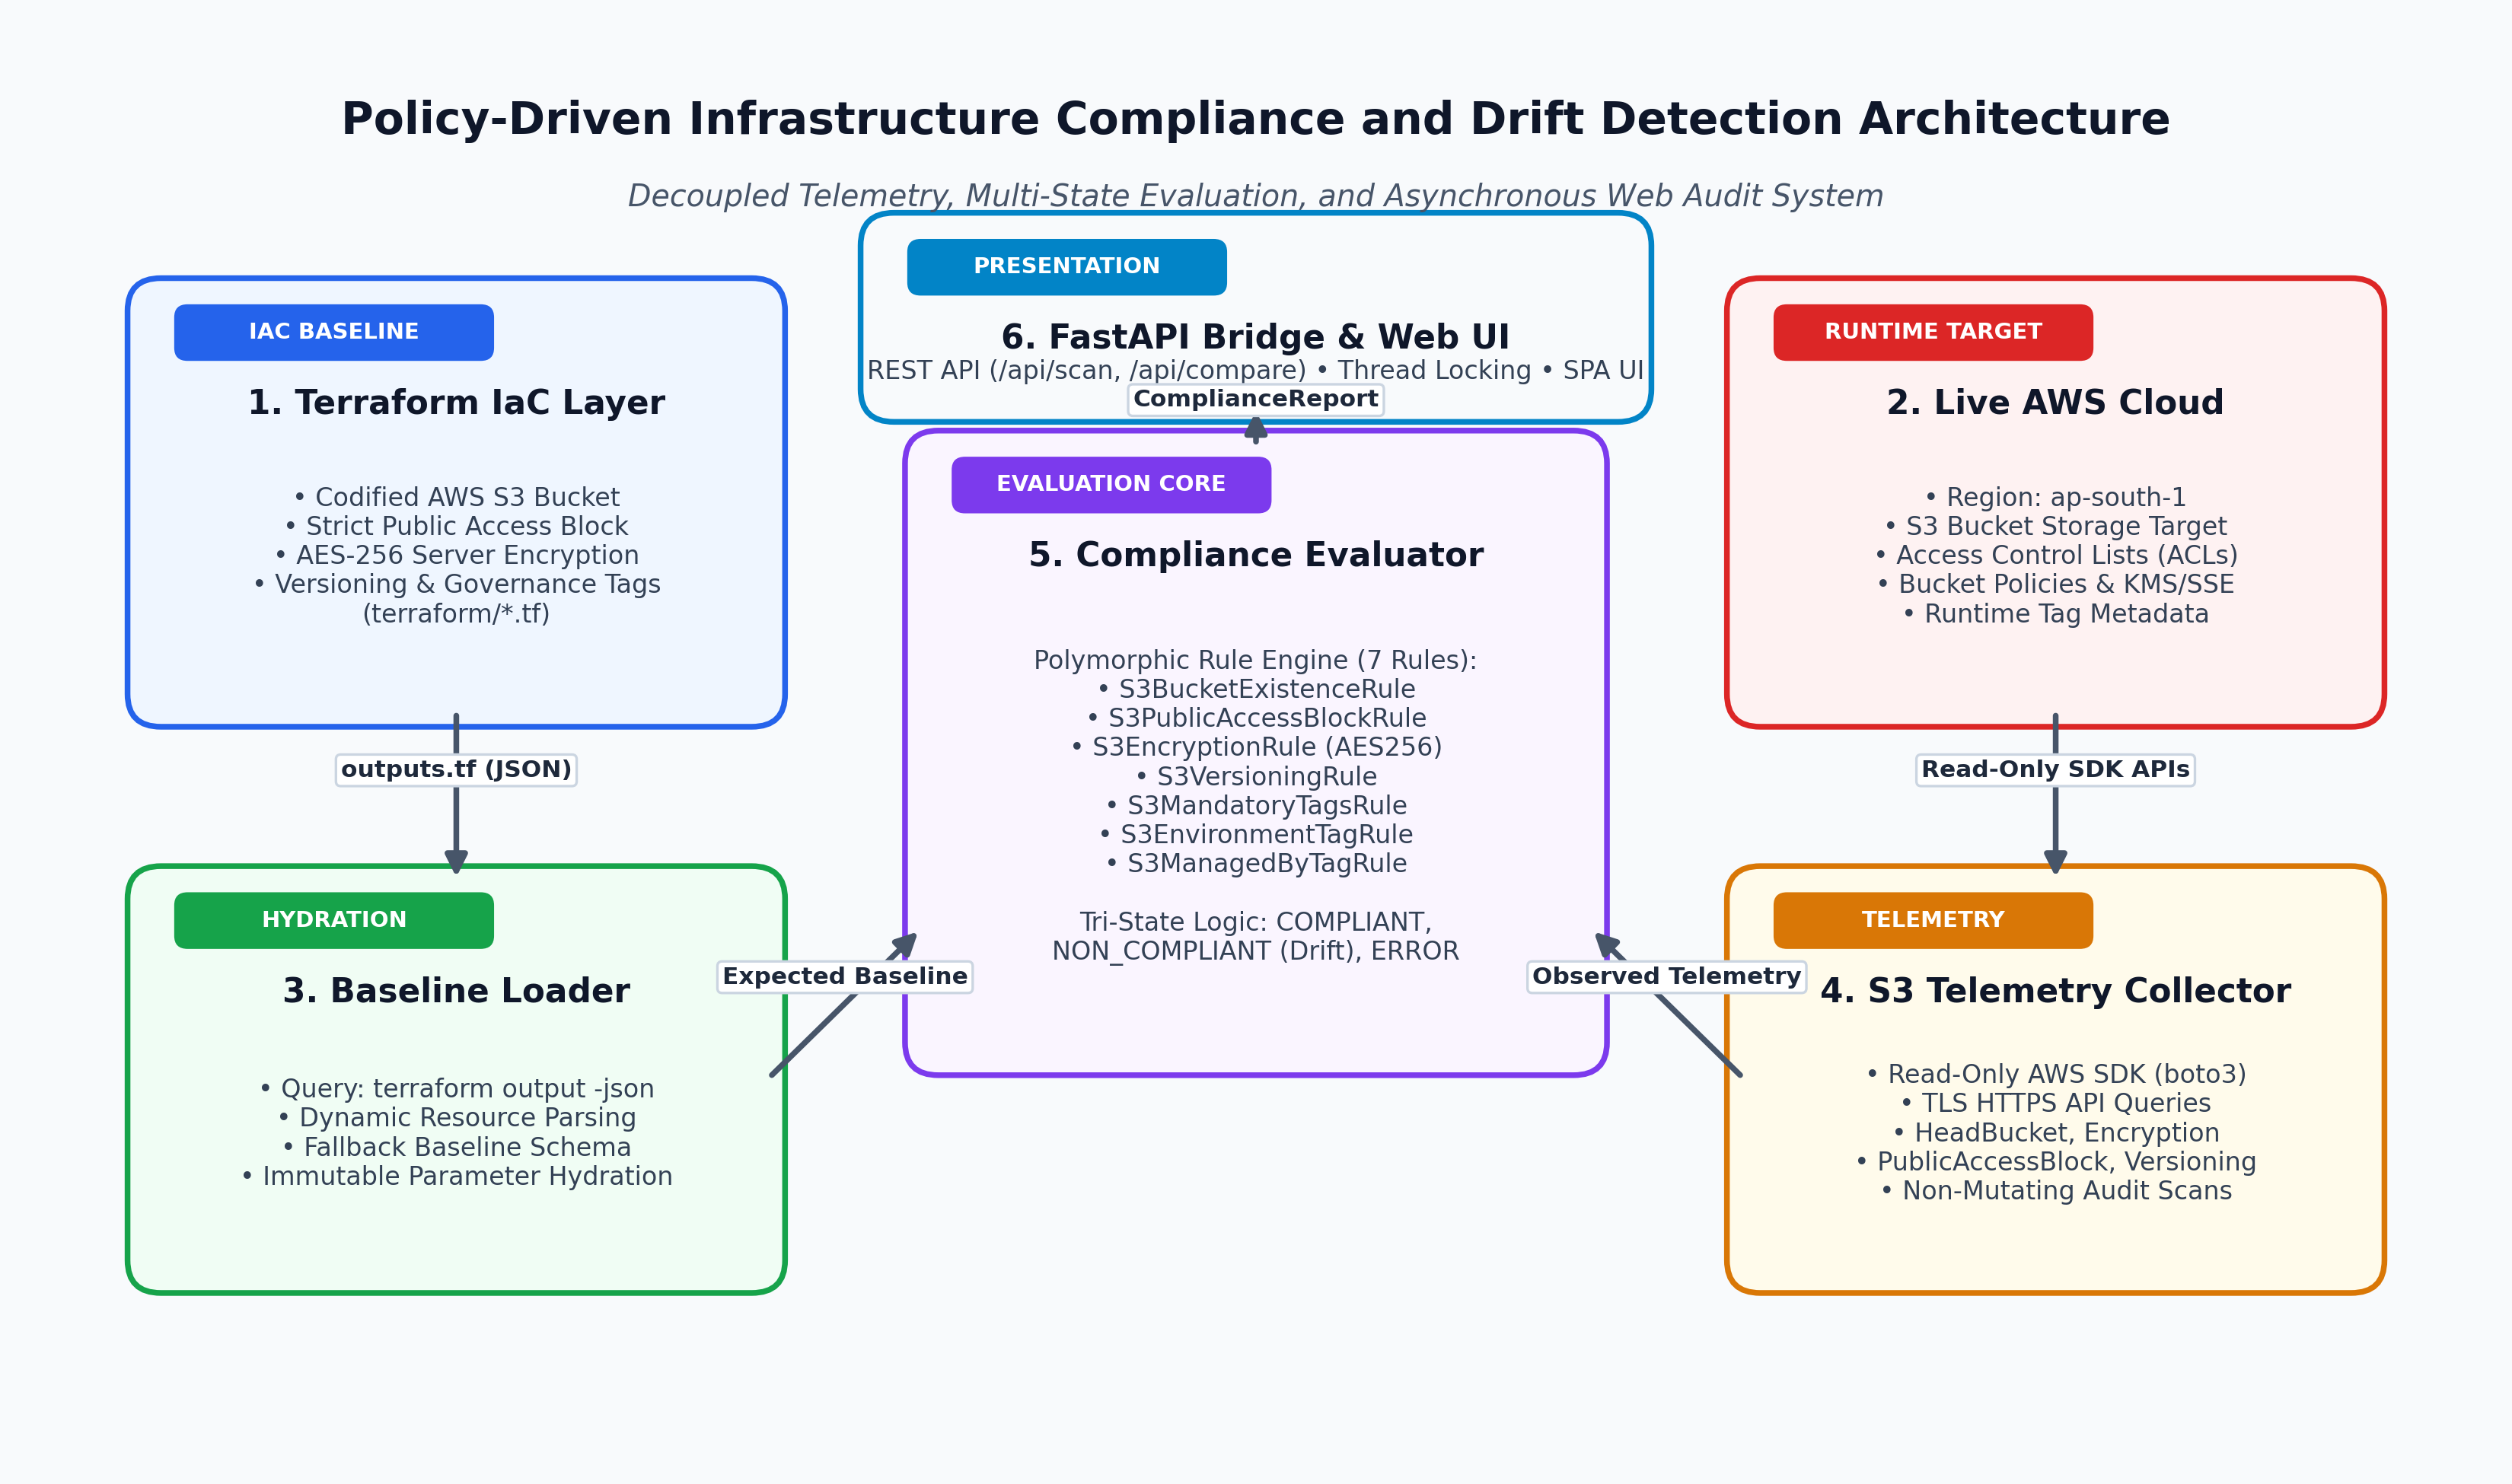 Policy-Driven Infrastructure Compliance and Drift Detection Architecture
Decoupled Telemetry, Multi-State Evaluation, and Asynchronous Web Audit System
PRESENTATION
6. FastAPI Bridge & Web UI
REST API (/api/scan, /api/compare) • Thread Locking • SPA UI
ComplianceReport
IAC BASELINE
1. Terraform IaC Layer
• Codified AWS S3 Bucket
• Strict Public Access Block
• AES-256 Server Encryption
• Versioning & Governance Tags
(terraform/*.tf)
RUNTIME TARGET
2. Live AWS Cloud
• Region: ap-south-1
• S3 Bucket Storage Target
• Access Control Lists (ACLs)
• Bucket Policies & KMS/SSE
• Runtime Tag Metadata
EVALUATION CORE
5. Compliance Evaluator
Polymorphic Rule Engine (7 Rules):
• S3BucketExistenceRule
• S3PublicAccessBlockRule
• S3EncryptionRule (AES256)
• S3VersioningRule
• S3MandatoryTagsRule
• S3EnvironmentTagRule
• S3ManagedByTagRule
Tri-State Logic: COMPLIANT,
NON_COMPLIANT (Drift), ERROR
outputs.tf (JSON)
Read-Only SDK APIs
HYDRATION
3. Baseline Loader
• Query: terraform output -json
• Dynamic Resource Parsing
• Fallback Baseline Schema
• Immutable Parameter Hydration
Expected Baseline
Observed Telemetry
TELEMETRY
4. S3 Telemetry Collector
• Read-Only AWS SDK (boto3)
• TLS HTTPS API Queries
• HeadBucket, Encryption
• PublicAccessBlock, Versioning
• Non-Mutating Audit Scans